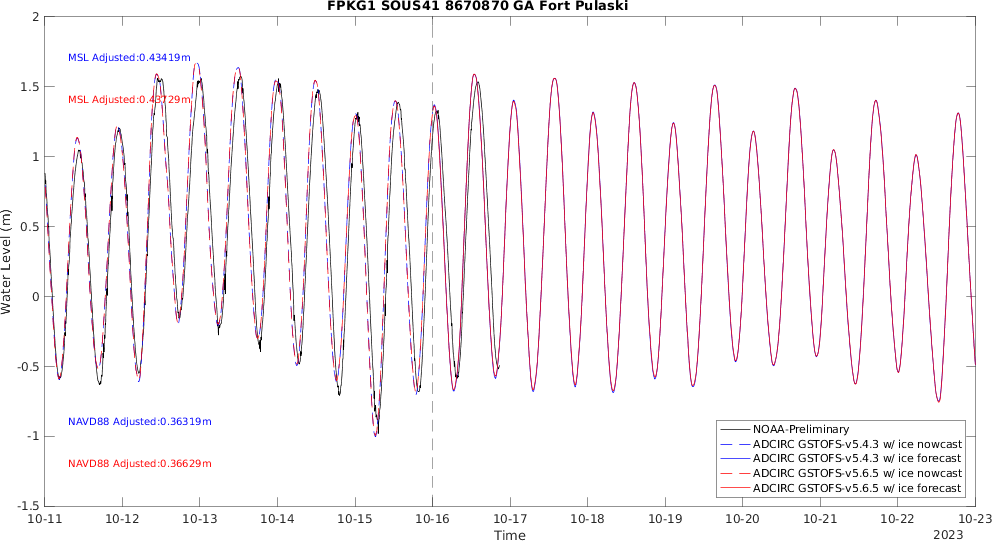 FPKG1 SOUS41 8670870 GA Fort Pulaski
2
1.5
1
0.5
0
-0.5
-1
-1.5
Water Level (m)
MSL Adjusted:0.43419m
MSL Adjusted:0.43729m
NAVD88 Adjusted:0.36319m
NAVD88 Adjusted:0.36629m
NOAA-Preliminary
ADCIRC GSTOFS-v5.4.3 w/ ice nowcast
ADCIRC GSTOFS-v5.4.3 w/ ice forecast
ADCIRC GSTOFS-v5.6.5 w/ ice nowcast
ADCIRC GSTOFS-v5.6.5 w/ ice forecast
10-11 10-12 10-13 10-14 10-15 10-16 10-17 10-18 10-19 10-20 10-21 10-22 10-23
Time
2023